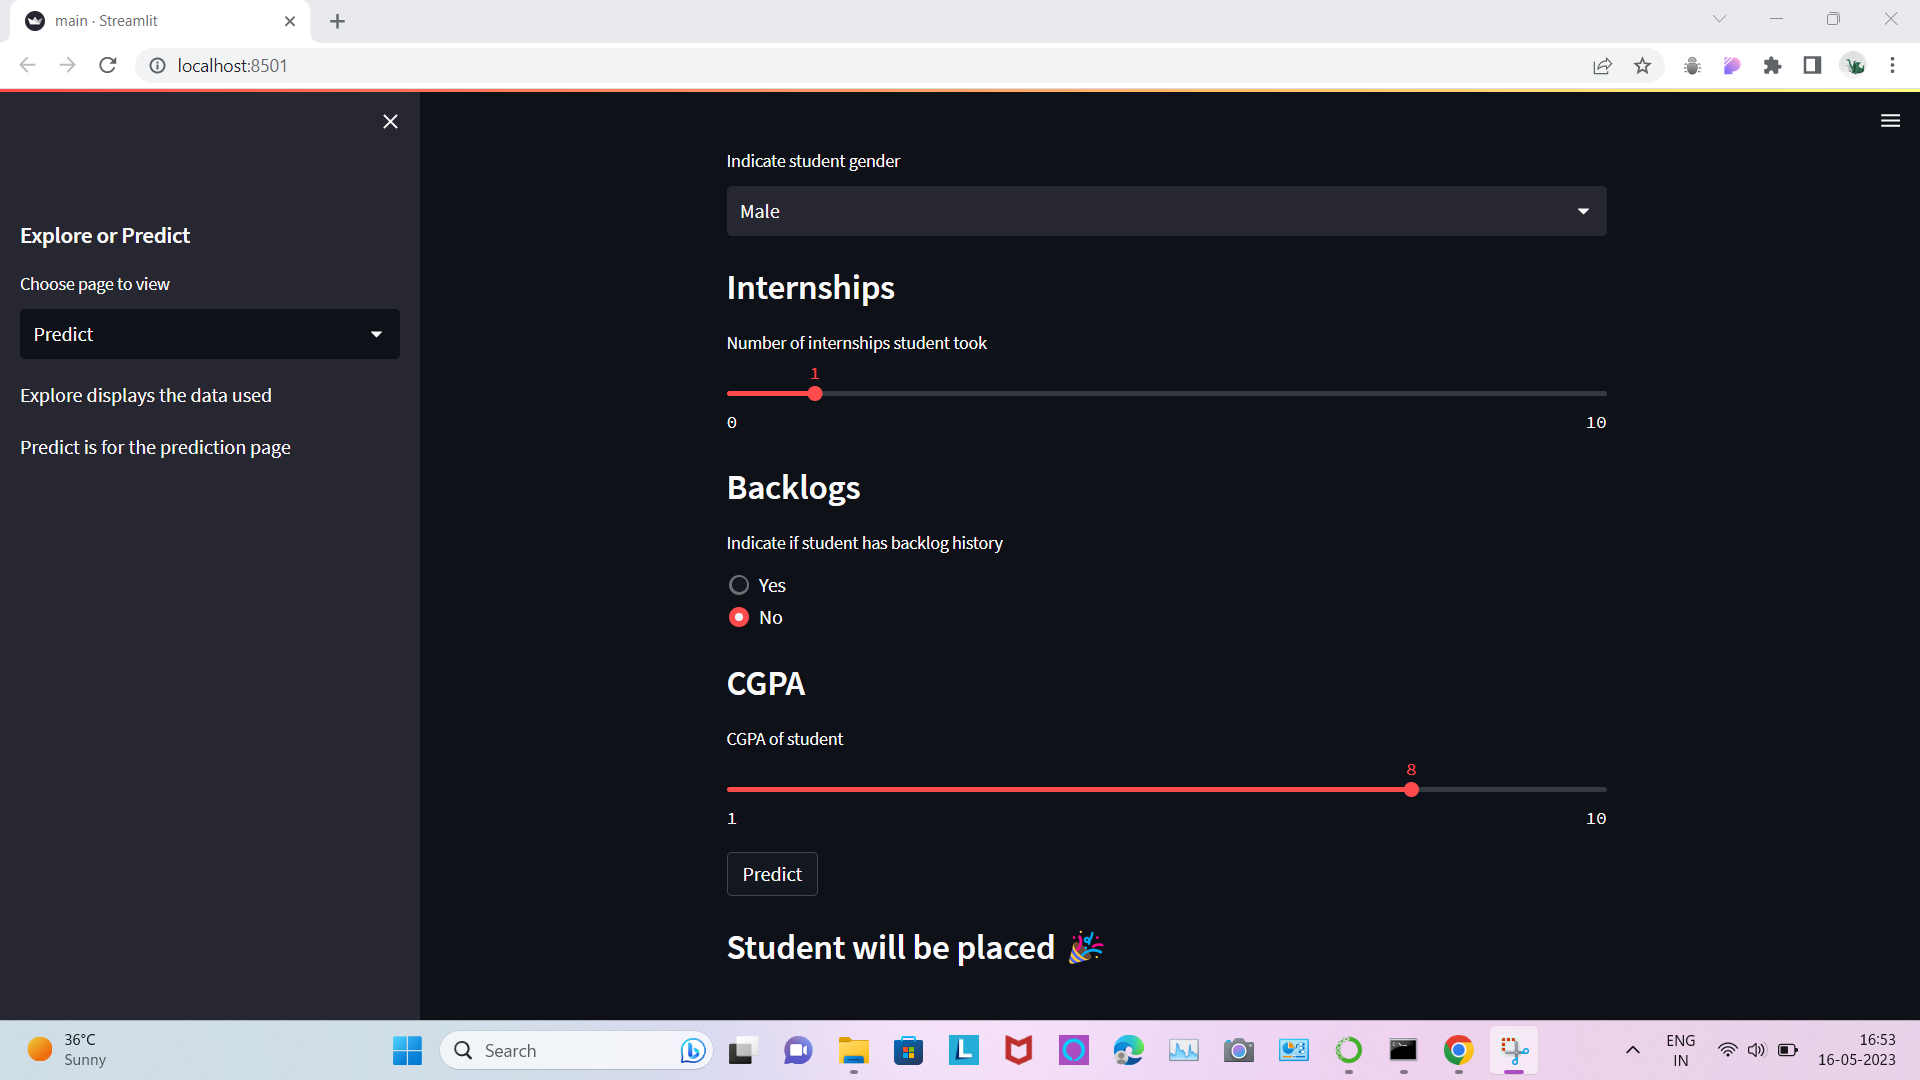 main · Streamlit
localhost:8501
Explore or Predict
Choose page to view
Predict
Explore displays the data used
Predict is for the prediction page
Indicate student gender
Male
Internships
Number of internships student took
1
0 10
Backlogs
Indicate if student has backlog history
Yes
No
CGPA
CGPA of student
8
1 10
Predict
Student will be placed 🎉
36°C
Sunny
Search
ENG
IN
16:53
16-05-2023